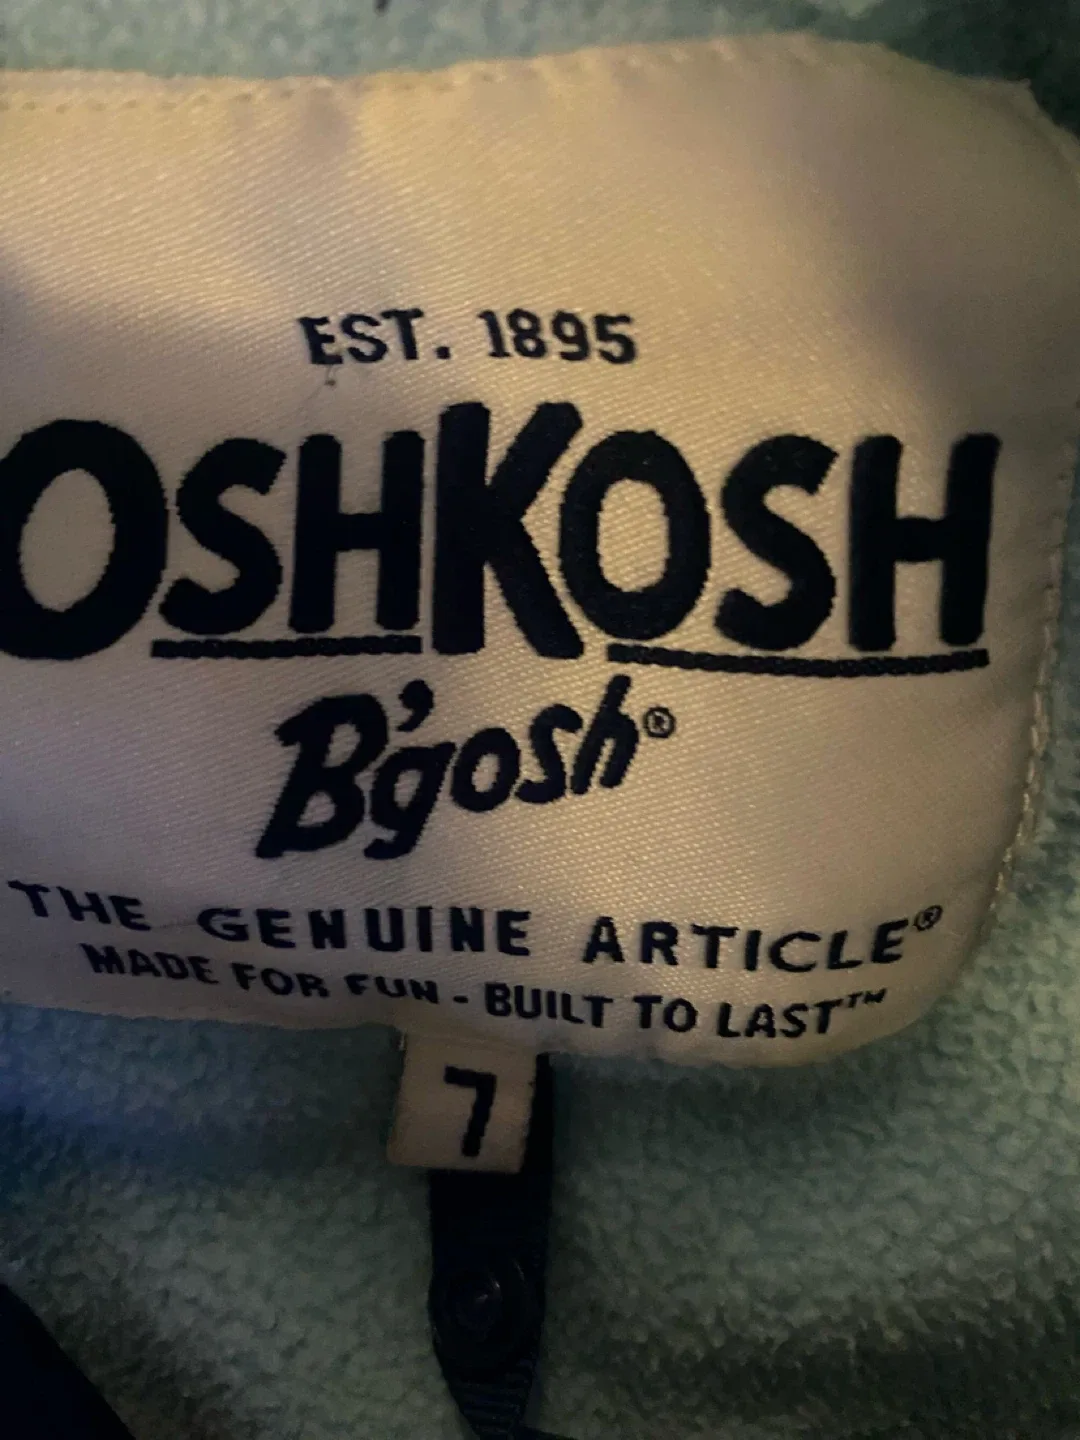 EST. 1895
OSHKOSH
B'gosh®
THE GENUINE ARTICLE®
MADE FOR FUN - BUILT TO LAST™
7